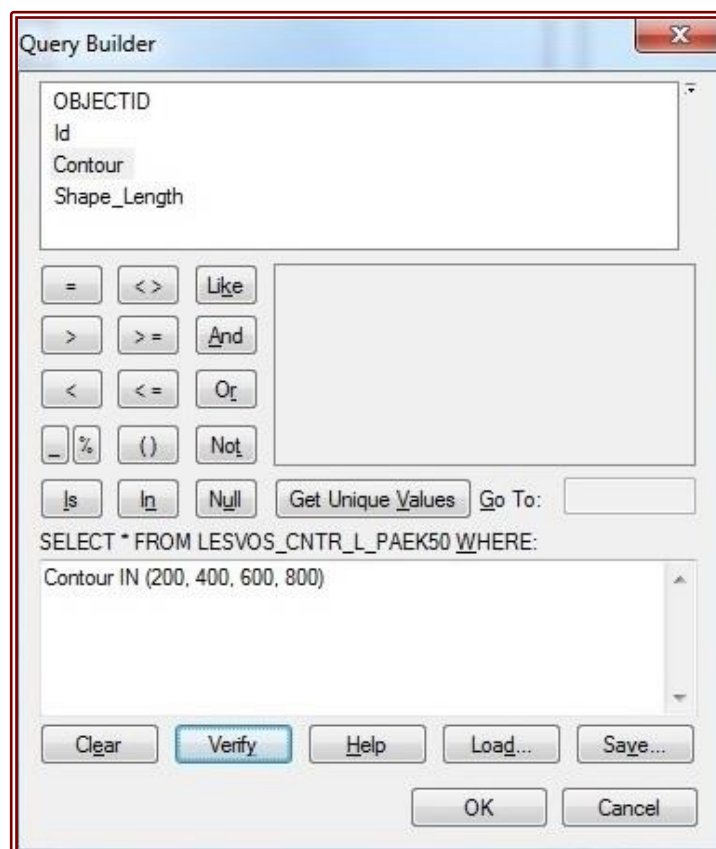 Query Builder
OBJECTID
Id
Contour
Shape_Length
= < > Like
> > = And
< < = Or
_ % ( ) Not
Is In Null Get Unique Values Go To:
SELECT * FROM LESVOS_CNTR_L_PAEK50 WHERE:
Contour IN (200, 400, 600, 800)
Clear Verify Help Load... Save...
OK Cancel